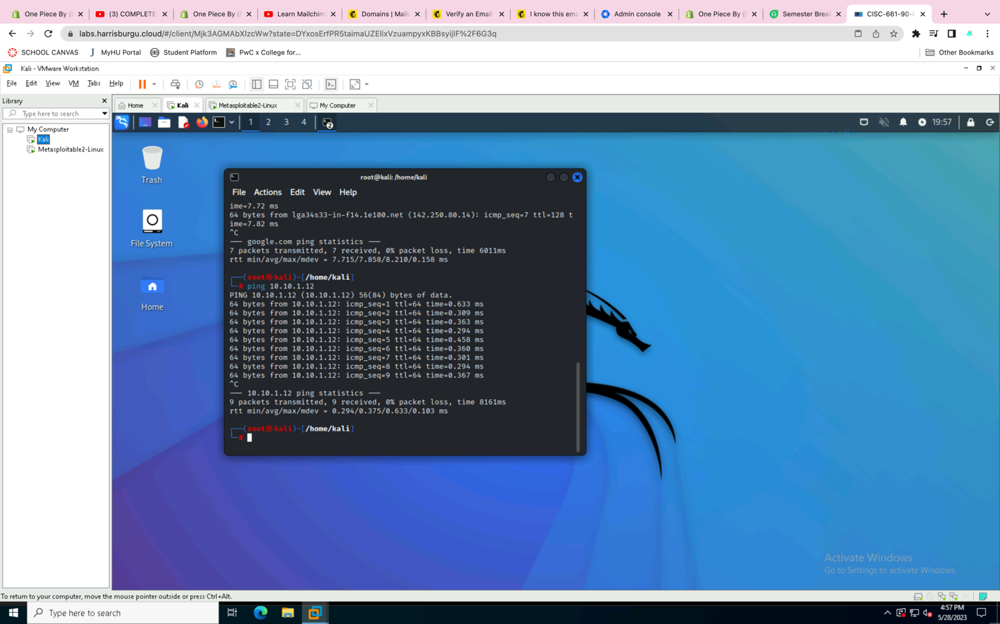 One Piece By (
(3) COMPLETE
One Piece By (
Learn Mailchim
Domains | Mailc
Verify an Email
I know this ema
Admin console
One Piece By (
Semester Break
CISC-661-90-
labs.harrisburgu.cloud/#/client/Mjk3AGMAbXlzcWw?state=DYxosErfPR5taimaUZElixVzuampyxKBBsyijlF%2F6G3q
SCHOOL CANVAS
MyHU Portal
Student Platform
PwC x College for...
Other Bookmarks
Kali - VMware Workstation
File Edit View VM Tabs Help
Library
Type here to search
My Computer
Kali
Metasploitable2-Linux
Home
Kali
Metasploitable2-Linux
My Computer
1 2 3 4
2
19:57
Trash
File System
Home
root@kali: /home/kali
File Actions Edit View Help
ime=7.72 ms
64 bytes from lga34s33-in-f14.1e100.net (142.250.80.14): icmp_seq=7 ttl=128 t
ime=7.82 ms
^C
--- google.com ping statistics ---
7 packets transmitted, 7 received, 0% packet loss, time 6011ms
rtt min/avg/max/mdev = 7.715/7.858/8.210/0.158 ms
┌──(root㉿kali)-[/home/kali]
└─# ping 10.10.1.12
PING 10.10.1.12 (10.10.1.12) 56(84) bytes of data.
64 bytes from 10.10.1.12: icmp_seq=1 ttl=64 time=0.633 ms
64 bytes from 10.10.1.12: icmp_seq=2 ttl=64 time=0.309 ms
64 bytes from 10.10.1.12: icmp_seq=3 ttl=64 time=0.363 ms
64 bytes from 10.10.1.12: icmp_seq=4 ttl=64 time=0.294 ms
64 bytes from 10.10.1.12: icmp_seq=5 ttl=64 time=0.458 ms
64 bytes from 10.10.1.12: icmp_seq=6 ttl=64 time=0.360 ms
64 bytes from 10.10.1.12: icmp_seq=7 ttl=64 time=0.301 ms
64 bytes from 10.10.1.12: icmp_seq=8 ttl=64 time=0.294 ms
64 bytes from 10.10.1.12: icmp_seq=9 ttl=64 time=0.367 ms
^C
--- 10.10.1.12 ping statistics ---
9 packets transmitted, 9 received, 0% packet loss, time 8161ms
rtt min/avg/max/mdev = 0.294/0.375/0.633/0.103 ms
┌──(root㉿kali)-[/home/kali]
└─#
Activate Windows
Go to Settings to activate Windows.
To return to your computer, move the mouse pointer outside or press Ctrl+Alt.
Type here to search
4:57 PM
5/28/2023